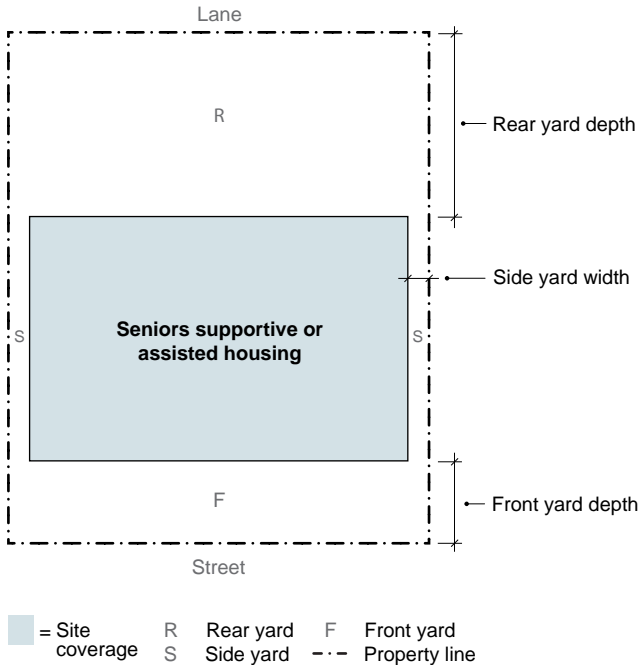 Lane
R
Rear yard depth
Side yard width
Seniors supportive or
assisted housing
S
S
F
Front yard depth
Street
= Site
coverage
R Rear yard
F Front yard
S Side yard
Property line